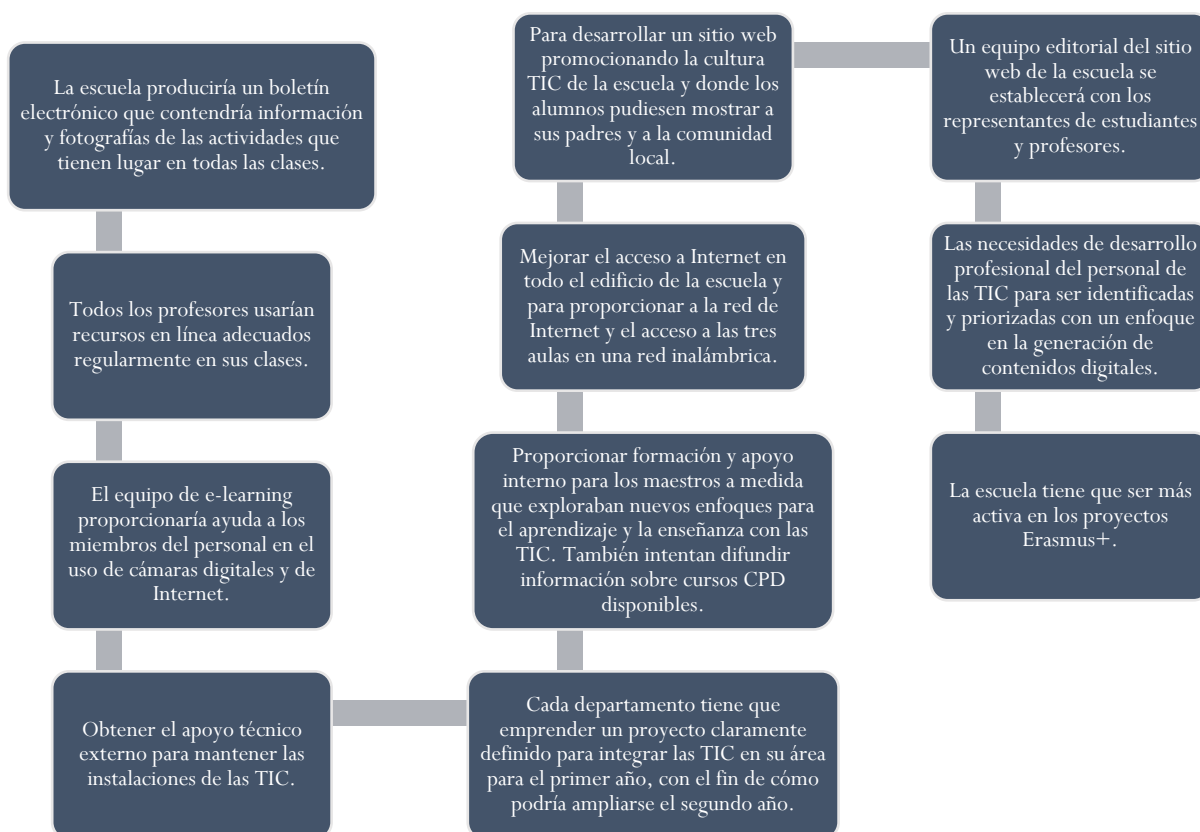 La escuela produciría un boletín
electrónico que contendría información
y fotografías de las actividades que
tienen lugar en todas las clases.
Todos los profesores usarían
recursos en línea adecuados
regularmente en sus clases.
El equipo de e-learning
proporcionaría ayuda a los
miembros del personal en el
uso de cámaras digitales y de
Internet.
Obtener el apoyo técnico
externo para mantener las
instalaciones de las TIC.
Cada departamento tiene que
emprender un proyecto claramente
definido para integrar las TIC en su área
para el primer año, con el fin de cómo
podría ampliarse el segundo año.
Proporcionar formación y apoyo
interno para los maestros a medida
que exploraban nuevos enfoques para
el aprendizaje y la enseñanza con las
TIC. También intentan difundir
información sobre cursos CPD
disponibles.
Mejorar el acceso a Internet en
todo el edificio de la escuela y
para proporcionar a la red de
Internet y el acceso a las tres
aulas en una red inalámbrica.
Para desarrollar un sitio web
promocionando la cultura
TIC de la escuela y donde los
alumnos pudiesen mostrar a
sus padres y a la comunidad
local.
Un equipo editorial del sitio
web de la escuela se
establecerá con los
representantes de estudiantes
y profesores.
Las necesidades de desarrollo
profesional del personal de
las TIC para ser identificadas
y priorizadas con un enfoque
en la generación de
contenidos digitales.
La escuela tiene que ser más
activa en los proyectos
Erasmus+.